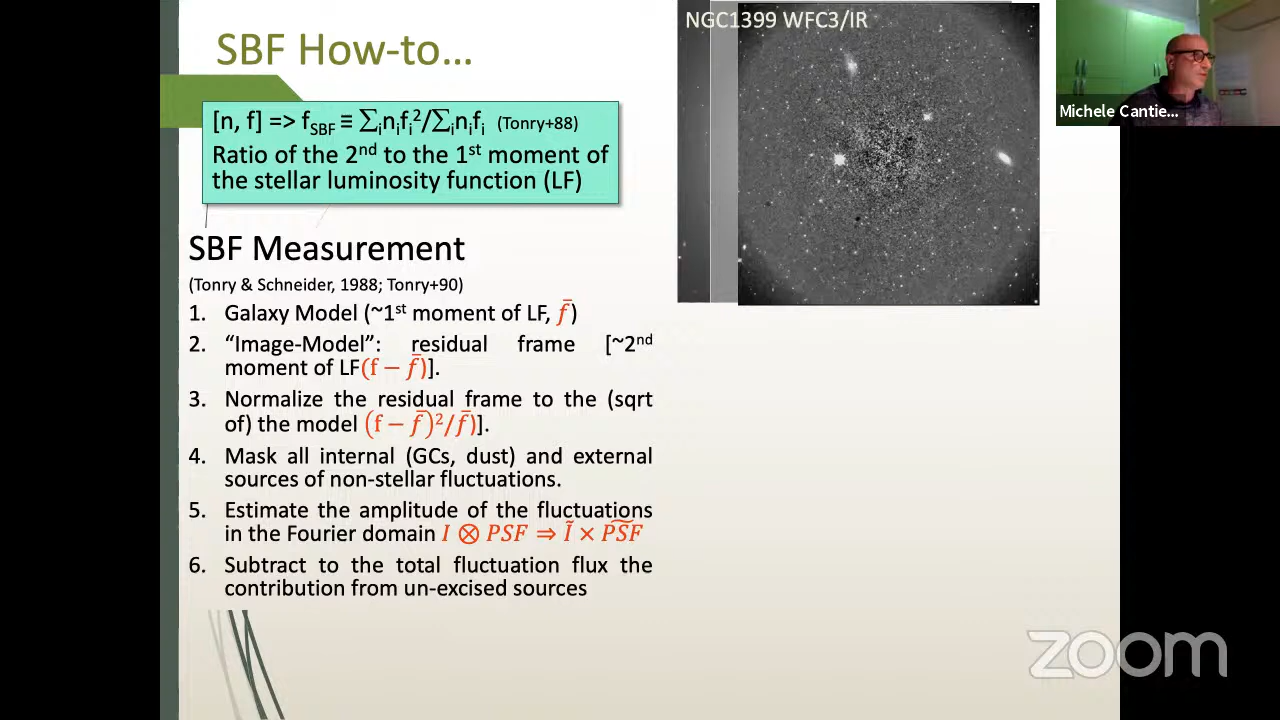 SBF How-to…
NGC1399 WFC3/IR
Michele Cantie...
[n, f] => f_SBF ≡ ∑_i n_i f_i²/∑_i n_i f_i (Tonry+88)
Ratio of the 2nd to the 1st moment of
the stellar luminosity function (LF)
SBF Measurement
(Tonry & Schneider, 1988; Tonry+90)
1. Galaxy Model (~1st moment of LF, f̄)
2. “Image-Model”: residual frame [~2nd
moment of LF(f − f̄)].
3. Normalize the residual frame to the (sqrt
of) the model (f − f̄)²/f̄)].
4. Mask all internal (GCs, dust) and external
sources of non-stellar fluctuations.
5. Estimate the amplitude of the fluctuations
in the Fourier domain I ⊗ PSF ⇒ Ĩ × P͠SF
6. Subtract to the total fluctuation flux the
contribution from un-excised sources
zoom